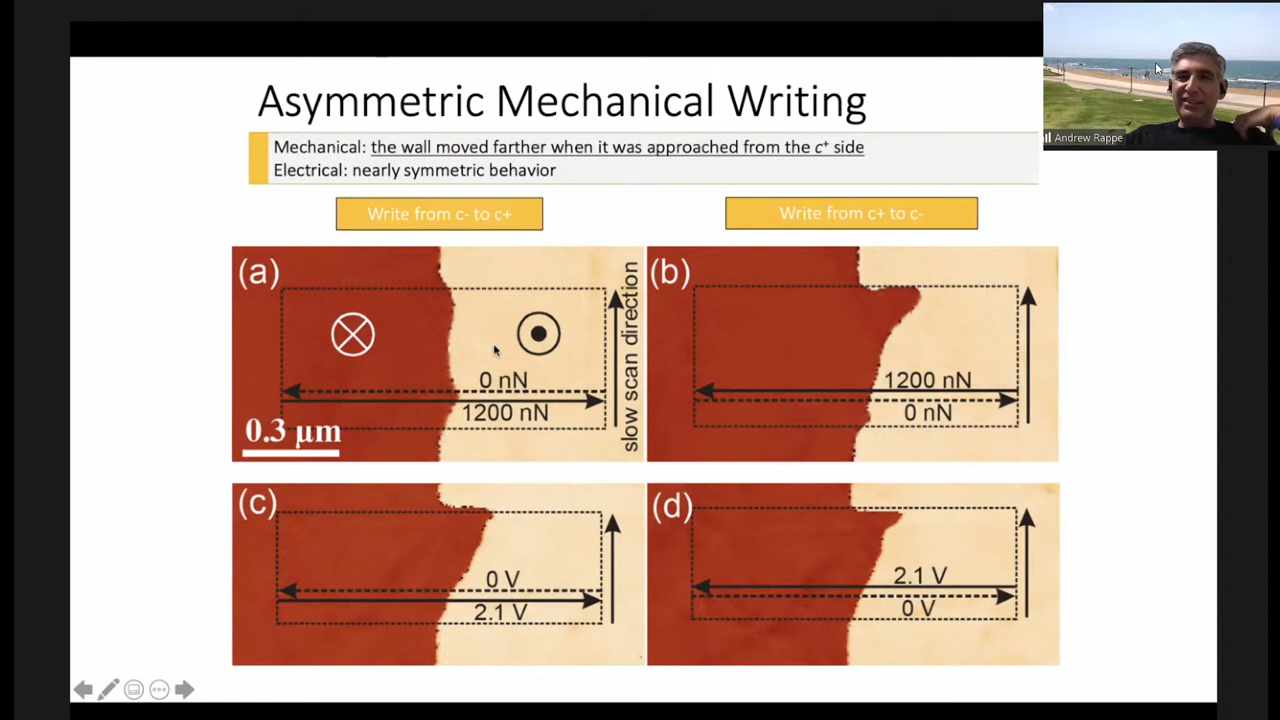 Asymmetric Mechanical Writing
Mechanical: the wall moved farther when it was approached from the c⁺ side
Electrical: nearly symmetric behavior
Andrew Rappe
Write from c- to c+
Write from c+ to c-
(a)
0 nN
1200 nN
0.3 µm
slow scan direction
(b)
1200 nN
0 nN
(c)
0 V
2.1 V
(d)
2.1 V
0 V